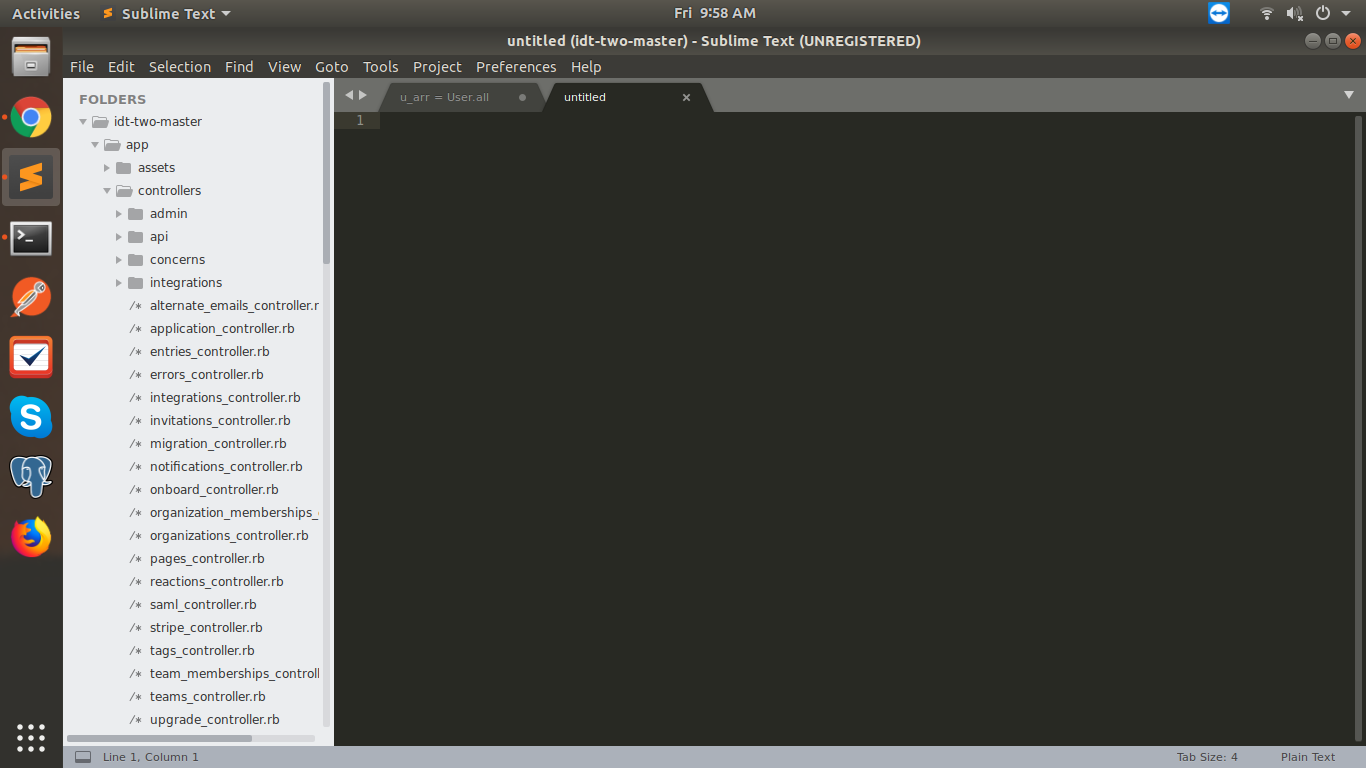 Activities Sublime Text Fri 9:58 AM
untitled (idt-two-master) - Sublime Text (UNREGISTERED)
File Edit Selection Find View Goto Tools Project Preferences Help
FOLDERS
idt-two-master
app
assets
controllers
admin
api
concerns
integrations
/* alternate_emails_controller.r
/* application_controller.rb
/* entries_controller.rb
/* errors_controller.rb
/* integrations_controller.rb
/* invitations_controller.rb
/* migration_controller.rb
/* notifications_controller.rb
/* onboard_controller.rb
/* organization_memberships_
/* organizations_controller.rb
/* pages_controller.rb
/* reactions_controller.rb
/* saml_controller.rb
/* stripe_controller.rb
/* tags_controller.rb
/* team_memberships_controll
/* teams_controller.rb
/* upgrade_controller.rb
u_arr = User.all untitled
1
Line 1, Column 1 Tab Size: 4 Plain Text